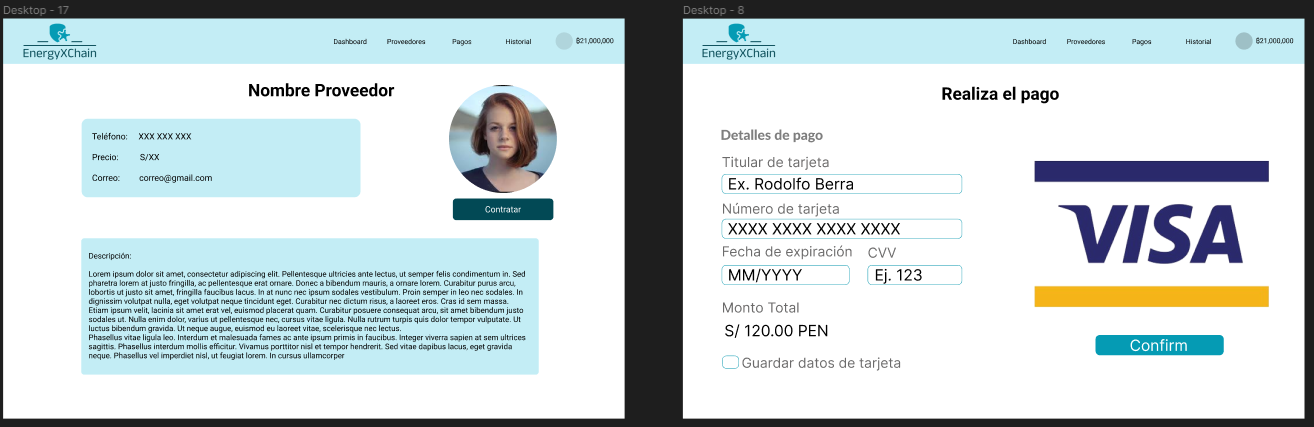 Desktop - 17
EnergyXChain
Dashboard Proveedores Pagos Historial ₿21,000,000
Nombre Proveedor
Teléfono: XXX XXX XXX
Precio: S/XX
Correo: correo@gmail.com
Contratar
Descripción:
Lorem ipsum dolor sit amet, consectetur adipiscing elit. Pellentesque ultricies ante lectus, ut semper felis condimentum in. Sed
pharetra lorem at justo fringilla, ac pellentesque erat ornare. Donec a bibendum mauris, a ornare lorem. Curabitur purus arcu,
lobortis ut justo sit amet, fringilla faucibus lacus. In at nunc nec ipsum sodales vestibulum. Proin semper in leo nec sodales. In
dignissim volutpat nulla, eget volutpat neque tincidunt eget. Curabitur nec dictum risus, a laoreet eros. Cras id sem massa.
Etiam ipsum velit, lacinia sit amet erat vel, euismod placerat quam. Curabitur posuere consequat arcu, sit amet bibendum justo
sodales ut. Nulla enim dolor, varius ut pellentesque nec, cursus vitae ligula. Nulla rutrum turpis quis dolor tempor vulputate. Ut
luctus bibendum gravida. Ut neque augue, euismod eu laoreet vitae, scelerisque nec lectus.
Phasellus vitae ligula leo. Interdum et malesuada fames ac ante ipsum primis in faucibus. Integer viverra sapien at sem ultrices
sagittis. Phasellus interdum mollis efficitur. Vivamus porttitor nisl et tempor hendrerit. Sed vitae dapibus lacus, eget gravida
neque. Phasellus vel imperdiet nisl, ut feugiat lorem. In cursus ullamcorper
Desktop - 8
EnergyXChain
Dashboard Proveedores Pagos Historial ₿21,000,000
Realiza el pago
Detalles de pago
Titular de tarjeta
Ex. Rodolfo Berra
Número de tarjeta
XXXX XXXX XXXX XXXX
Fecha de expiración CVV
MM/YYYY Ej. 123
Monto Total
S/ 120.00 PEN
Guardar datos de tarjeta
VISA
Confirm